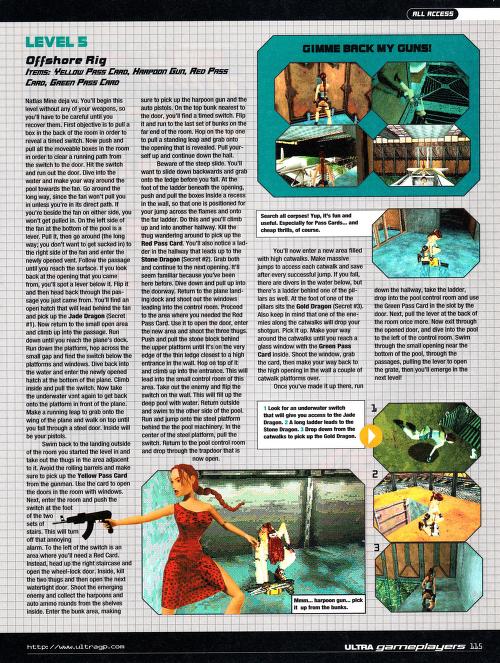 ALL ACCESS
LEVEL 5
Offshore Rig
Items: Yellow Pass Card, Harpoon Gun, Red Pass
Card, Green Pass Card
Natlas Mine deja vu. You'll begin this
level without any of your weapons, so
you'll have to be careful until you
recover them. First objective is to pull a
box in the back of the room in order to
reveal a timed switch. Now push and
pull all the moveable boxes in the room
in order to clear a running path from
the switch to the door. Hit the switch
and run out the door. Dive into the
water and make your way around the
pool towards the fan. Go around the
long way, since the fan won't pull you
in unless you're in its direct path. If
you're beside the fan on either side, you
won't get pulled in. On the left side of
the fan at the bottom of the pool is a
lever. Pull it, then go around (the long
way; you don't want to get sucked in) to
the right side of the fan and enter the
newly opened vent. Follow the passage
until you reach the surface. If you look
back at the opening that you came
from, you'll spot a lever below it. Flip it
and then head back through the pas-
sage you just came from. You'll find an
open hatch that will lead behind the fan
and pick up the Jade Dragon (Secret
#1). Now return to the small open area
and climb up into the passage. Run
down until you reach the plane's dock.
Run down the platform, hop across the
small gap and find the switch below the
platforms and windows. Dive back into
the water and enter the newly opened
hatch at the bottom of the plane. Climb
inside and pull the switch. Now take
the underwater vent again to get back
onto the platform in front of the plane.
Make a running leap to grab onto the
wing of the plane and walk on top until
you fall through a steel door. Inside will
be your pistols.
Swim back to the landing outside
of the room you started the level in and
take out the thugs in the area adjacent
to it. Avoid the rolling barrels and make
sure to pick up the Yellow Pass Card
from the gunman. Use the card to open
the doors in the room with windows.
Next, enter the room and push the
switch at the foot
of the two
sets of
stairs. This will turn
off that annoying
alarm. To the left of the switch is an
area where you'll need a Red Card.
Instead, head up the right staircase and
open the wheel-lock door. Inside, kill
the two thugs and then open the next
watertight door. Shoot the emerging
enemy and collect the harpoons and
auto ammo rounds from the shelves
inside. Enter the bunk area, making
sure to pick up the harpoon gun and the
auto pistols. On the top bunk nearest to
the door, you'll find a timed switch. Flip
it and run to the last set of bunks on the
far end of the room. Hop on the top one
to pull a standing leap and grab onto
the opening that is revealed. Pull your-
self up and continue down the hall.
Beware of the steep slide. You'll
want to slide down backwards and grab
onto the ledge before you fall. At the
foot of the ladder beneath the opening,
push and pull the boxes inside a recess
in the wall, so that one is positioned for
your jump across the flames and onto
the far ladder. Do this and you'll climb
up and into another hallway. Kill the
thug wandering around to pick up the
Red Pass Card. You'll also notice a lad-
der in the hallway that leads up to the
Stone Dragon (Secret #2). Grab both
and continue to the next opening. It'll
seem familiar because you've been
here before. Dive down and pull up into
the doorway. Return to the plane land-
ing dock and shoot out the windows
leading into the control room. Proceed
to the area where you needed the Red
Pass Card. Use it to open the door, enter
the new area and shoot the three thugs.
Push and pull the stone block behind
the upper platform until it's on the very
edge of the thin ledge closest to a high
entrance in the wall. Hop on top of it
and climb up into the entrance. This will
lead into the small control room of this
area. Take out the enemy and flip the
switch on the wall. This will fill up the
deep pool with water. Return outside
and swim to the other side of the pool.
Run and jump onto the steel platform
behind the the pool machinery. In the
center of the steel platform, pull the
switch. Return to the pool control room
and drop through the trapdoor that is
now open.
GIMME BACK MY GUNS!
Search all corpses! Yup, it's fun and
useful. Especially for Pass Cards... and
cheap thrills, of course.
You'll now enter a new area filled
with high catwalks. Make massive
jumps to access each catwalk and save
after every successful jump. If you fall,
there are divers in the water below, but
there's a ladder behind one of the pil-
lars as well. At the foot of one of the
pillars sits the Gold Dragon (Secret #3).
Also keep in mind that one of the ene-
mies along the catwalks will drop your
shotgun. Pick it up. Make your way
around the catwalks until you reach a
glass window with the Green Pass
Card inside. Shoot the window, grab
the card, then make your way back to
the high opening in the wall a couple of
catwalk platforms over.
Once you've made it up there, run
down the hallway, take the ladder,
drop into the pool control room and use
the Green Pass Card in the slot by the
door. Next, pull the lever at the back of
the room once more. Now exit through
the opened door, and dive into the pool
to the left of the control room. Swim
through the small opening near the
bottom of the pool, through the
passages, pulling the lever to open
the grate, then you'll emerge in the
next level!
1 Look for an underwater switch
that will give you access to the Jade
Dragon. 2 A long ladder leads to the
Stone Dragon. 3 Drop down from the
catwalks to pick up the Gold Dragon.
1
2
3
Mmm... harpoon gun... pick
it up from the bunks.
http://www.ultragp.com
ULTRA gameplayers 115